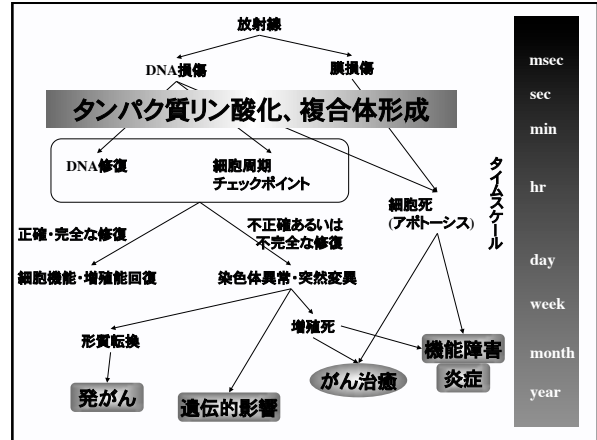 放射線
DNA損傷
膜損傷
タンパク質リン酸化、複合体形成
DNA修復
細胞周期
チェックポイント
細胞死
(アポトーシス)
正確・完全な修復
不正確あるいは
不完全な修復
細胞機能・増殖能回復
染色体異常・突然変異
形質転換
増殖死
発がん
遺伝的影響
がん治癒
機能障害
炎症
タイムスケール
msec
sec
min
hr
day
week
month
year